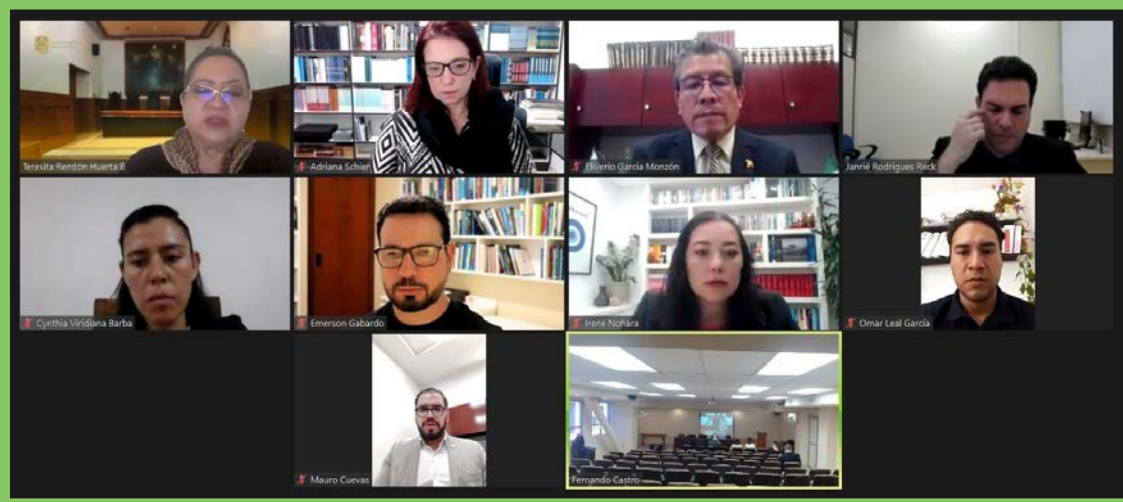 Teresita Rendón Huerta B
Adriana Schier
Eliverio García Monzón
Janriê Rodrigues Reck
Cynthia Viridiana Barba
Emerson Gabardo
Irene Nohara
Omar Leal García
Mauro Cuevas
Fernando Castro